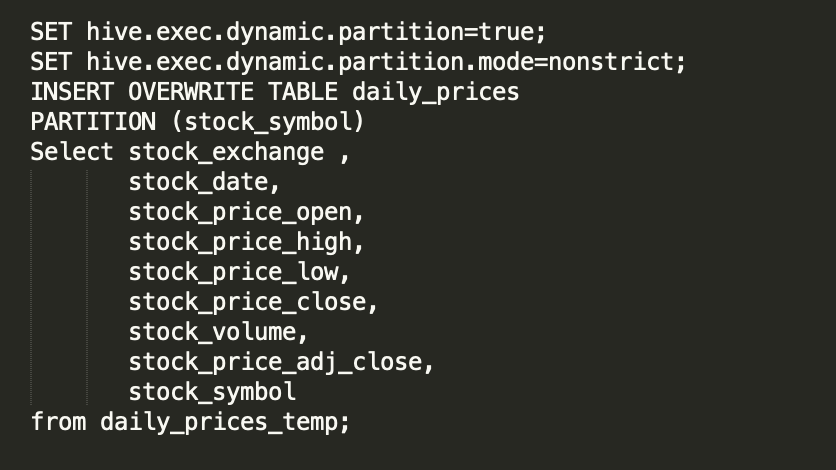 SET hive.exec.dynamic.partition=true;
SET hive.exec.dynamic.partition.mode=nonstrict;
INSERT OVERWRITE TABLE daily_prices
PARTITION (stock_symbol)
Select stock_exchange ,
       stock_date,
       stock_price_open,
       stock_price_high,
       stock_price_low,
       stock_price_close,
       stock_volume,
       stock_price_adj_close,
       stock_symbol
from daily_prices_temp;